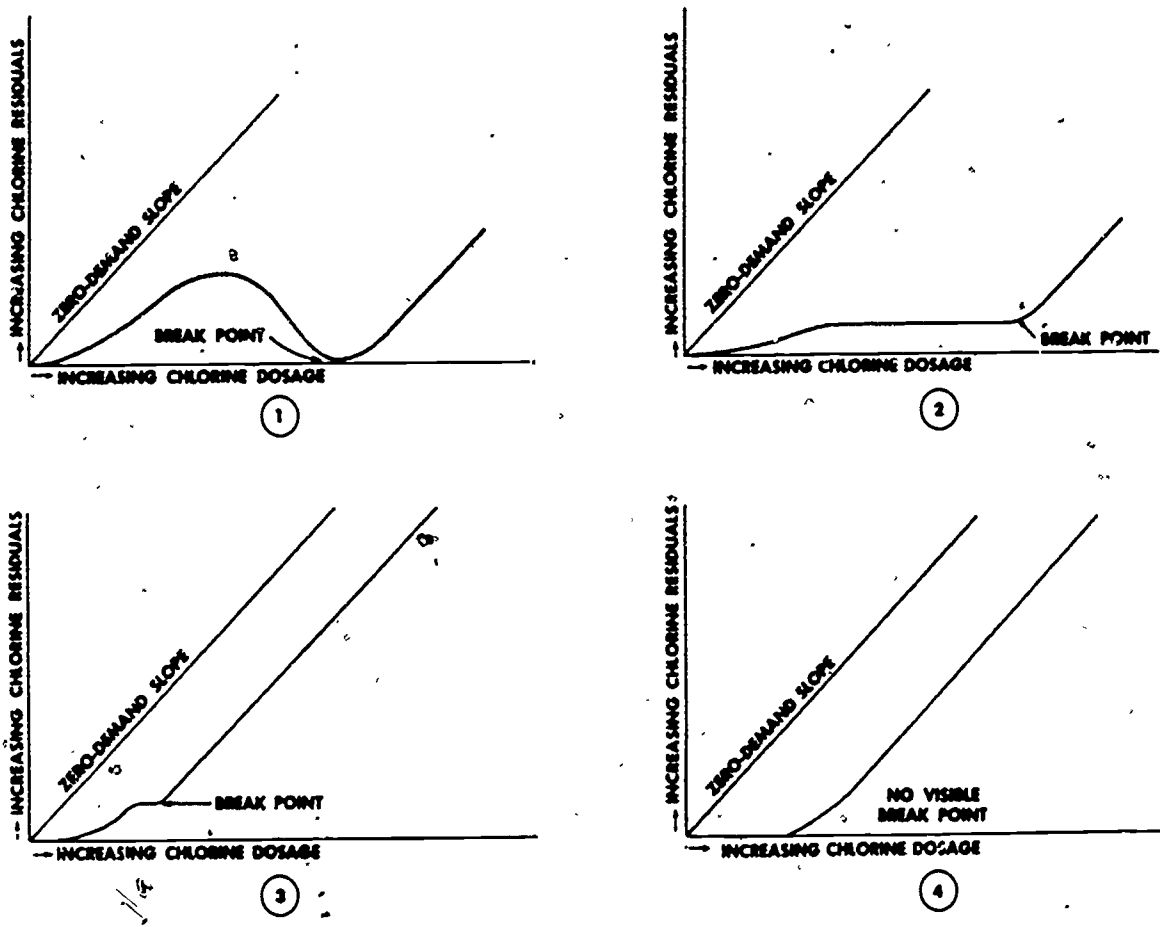 → INCREASING CHLORINE RESIDUALS
ZERO-DEMAND SLOPE
B
BREAK POINT
→ INCREASING CHLORINE DOSAGE
1
→ INCREASING CHLORINE RESIDUALS
ZERO-DEMAND SLOPE
BREAK POINT
→ INCREASING CHLORINE DOSAGE
2
→ INCREASING CHLORINE RESIDUALS
ZERO-DEMAND SLOPE
BREAK POINT
→ INCREASING CHLORINE DOSAGE
3
→ INCREASING CHLORINE RESIDUALS
ZERO-DEMAND SLOPE
NO VISIBLE
BREAK POINT
→ INCREASING CHLORINE DOSAGE
4